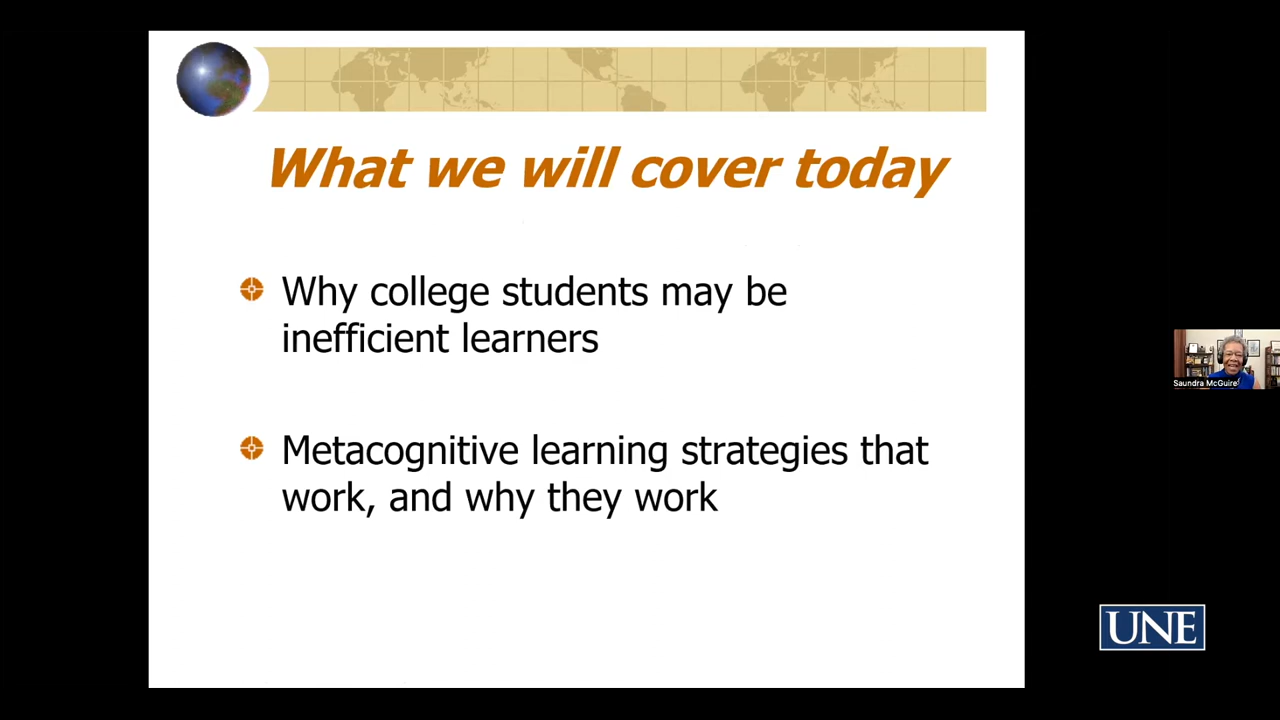 What we will cover today
Why college students may be
inefficient learners
Metacognitive learning strategies that
work, and why they work
Saundra McGuire
UNE